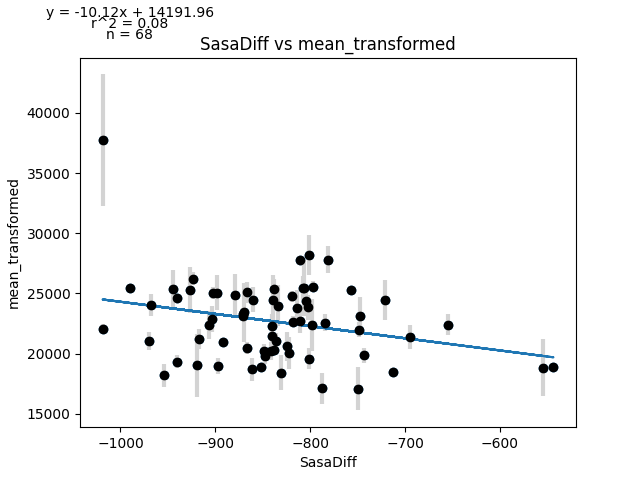 y = -10.12x + 14191.96
r^2 = 0.08
n = 68
SasaDiff vs mean_transformed
40000
35000
30000
25000
20000
15000
mean_transformed
−1000 −900 −800 −700 −600
SasaDiff